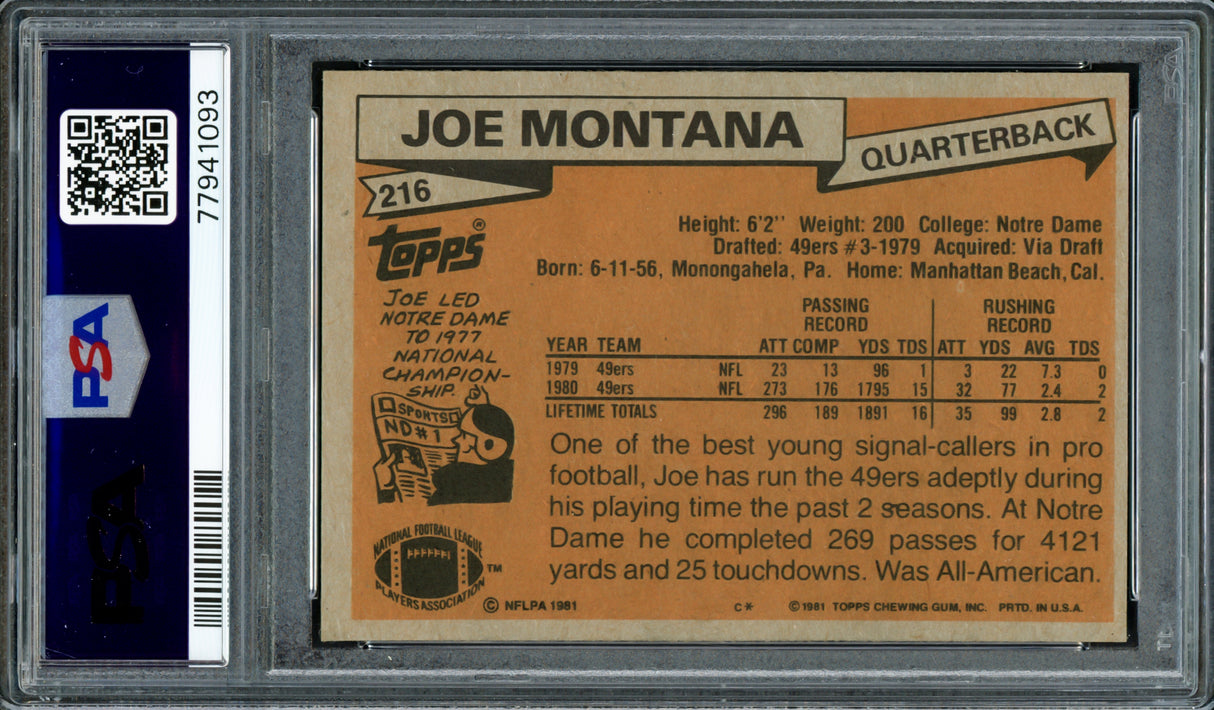 PSA
77941093
PSA
JOE MONTANA
QUARTERBACK
216
Topps®
Height: 6'2'' Weight: 200 College: Notre Dame
Drafted: 49ers #3-1979 Acquired: Via Draft
Born: 6-11-56, Monongahela, Pa. Home: Manhattan Beach, Cal.
JOE LED
NOTRE DAME
TO 1977
NATIONAL
CHAMPION-
SHIP.
SPORTS
ND #1
PASSING RECORD RUSHING RECORD
YEAR TEAM ATT COMP YDS TDS ATT YDS AVG TDS
1979 49ers NFL 23 13 96 1 3 22 7.3 0
1980 49ers NFL 273 176 1795 15 32 77 2.4 2
LIFETIME TOTALS 296 189 1891 16 35 99 2.8 2
One of the best young signal-callers in pro
football, Joe has run the 49ers adeptly during
his playing time the past 2 seasons. At Notre
Dame he completed 269 passes for 4121
yards and 25 touchdowns. Was All-American.
NATIONAL FOOTBALL LEAGUE
PLAYERS ASSOCIATION
TM
© NFLPA 1981
C* © 1981 TOPPS CHEWING GUM, INC. PRTD. IN U.S.A.
PSA